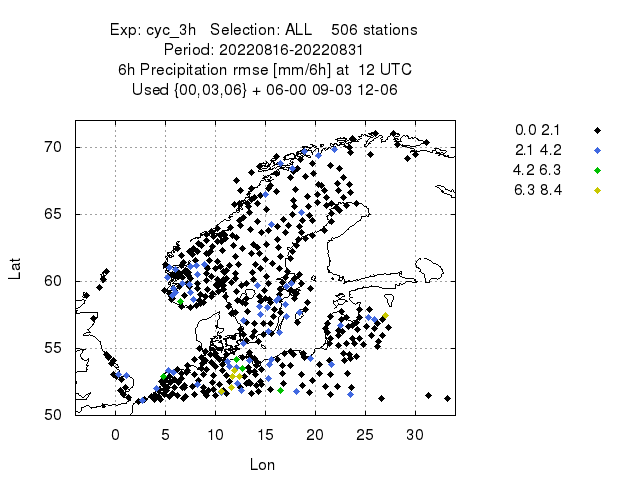 Exp: cyc_3h Selection: ALL 506 stations
Period: 20220816-20220831
6h Precipitation rmse [mm/6h] at 12 UTC
Used {00,03,06} + 06-00 09-03 12-06
0.0 2.1
2.1 4.2
4.2 6.3
6.3 8.4
70
65
60
55
50
Lat
0 5 10 15 20 25 30
Lon